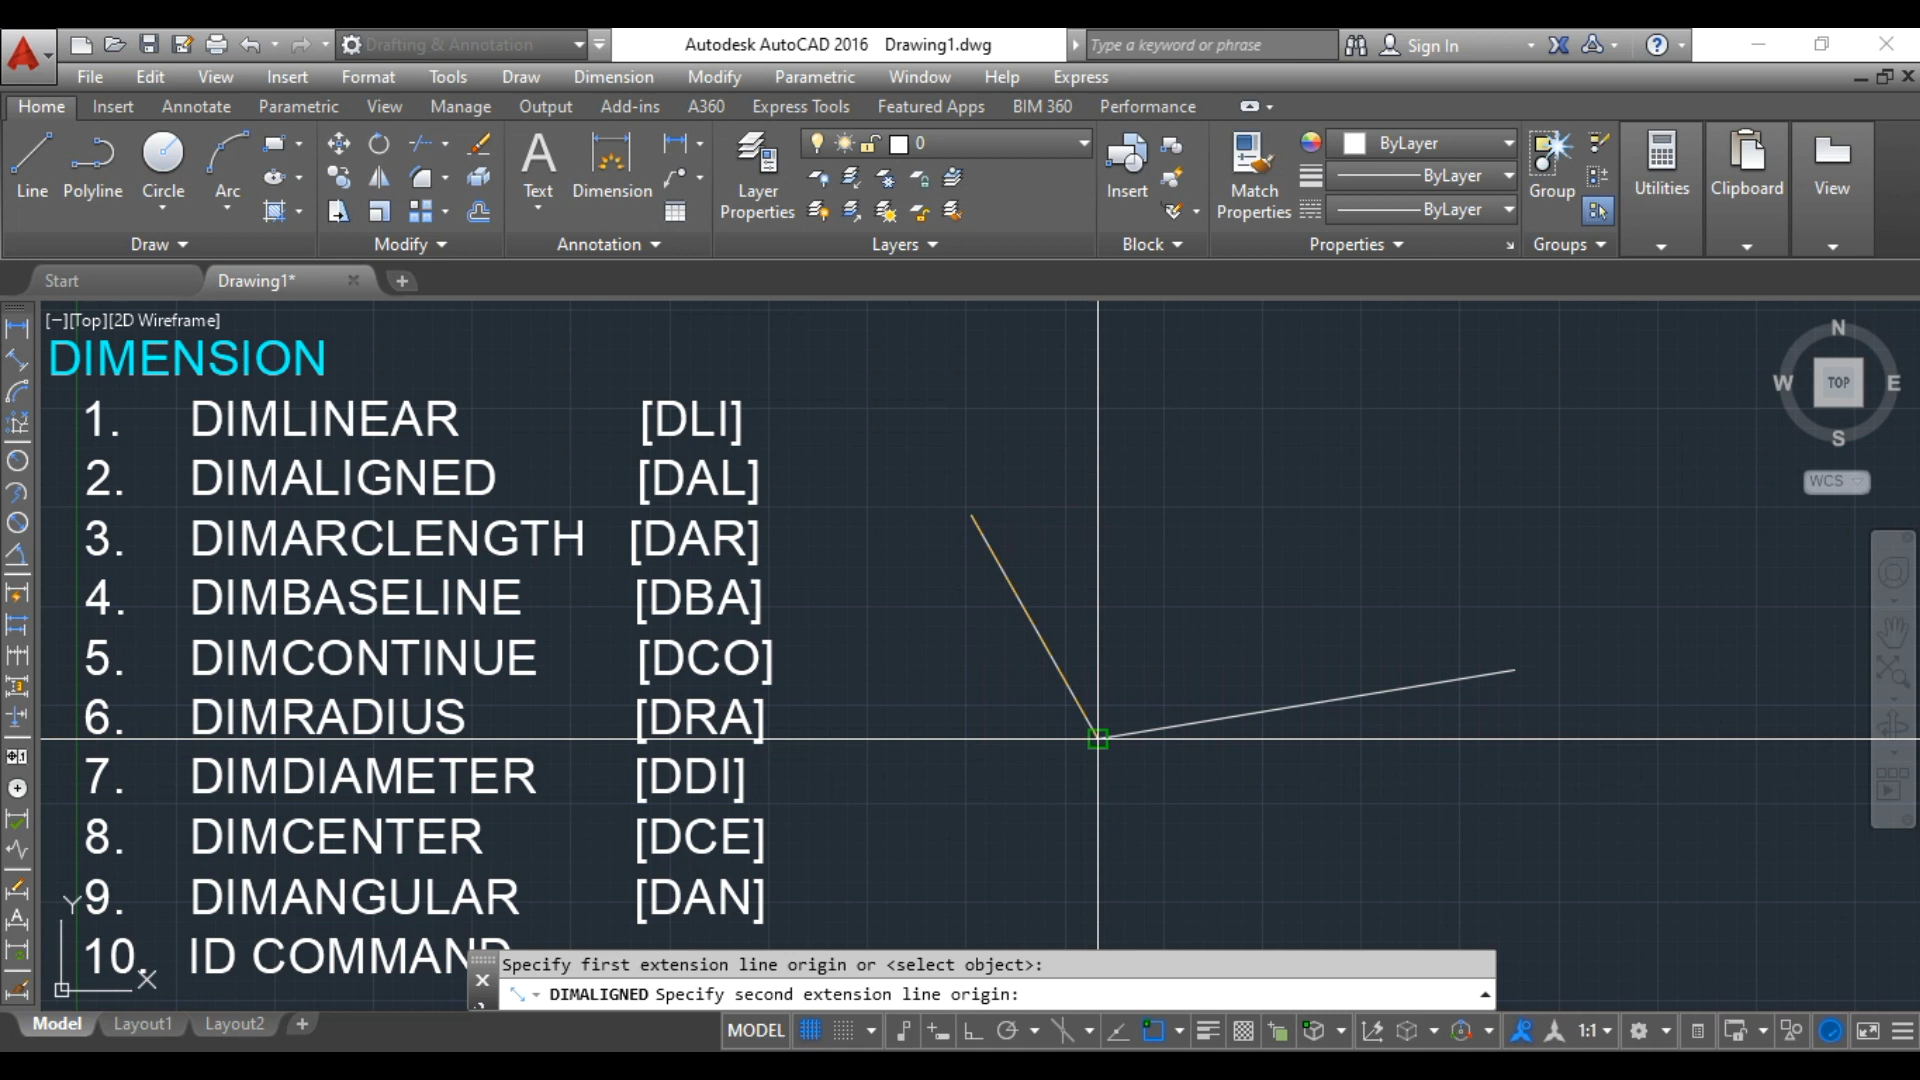 Drafting & Annotation
Autodesk AutoCAD 2016 Drawing1.dwg
Type a keyword or phrase
Sign In
File Edit View Insert Format Tools Draw Dimension Modify Parametric Window Help Express
Home Insert Annotate Parametric View Manage Output Add-ins A360 Express Tools Featured Apps BIM 360 Performance
0
ByLayer
ByLayer
ByLayer
Line Polyline Circle Arc
Text Dimension
Layer Properties
Insert
Match Properties
Group
Utilities
Clipboard
View
Draw Modify Annotation Layers Block Properties Groups
Start Drawing1*
[−][Top][2D Wireframe]
DIMENSION
1. DIMLINEAR [DLI]
2. DIMALIGNED [DAL]
3. DIMARCLENGTH [DAR]
4. DIMBASELINE [DBA]
5. DIMCONTINUE [DCO]
6. DIMRADIUS [DRA]
7. DIMDIAMETER [DDI]
8. DIMCENTER [DCE]
9. DIMANGULAR [DAN]
10. ID COMMAND
Y
X
N
W TOP E
S
WCS
Specify first extension line origin or <select object>:
DIMALIGNED Specify second extension line origin:
Model Layout1 Layout2
MODEL
1:1